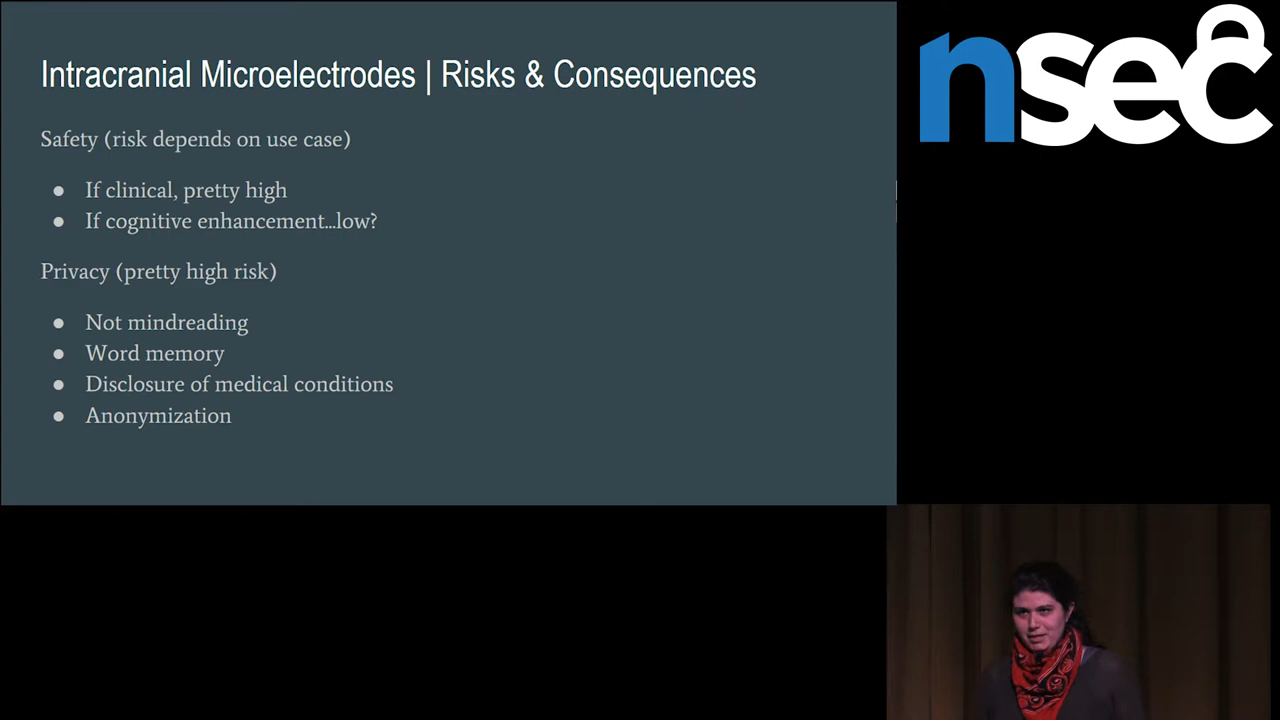 Intracranial Microelectrodes | Risks & Consequences
Safety (risk depends on use case)
● If clinical, pretty high
● If cognitive enhancement...low?
Privacy (pretty high risk)
● Not mindreading
● Word memory
● Disclosure of medical conditions
● Anonymization
nsec